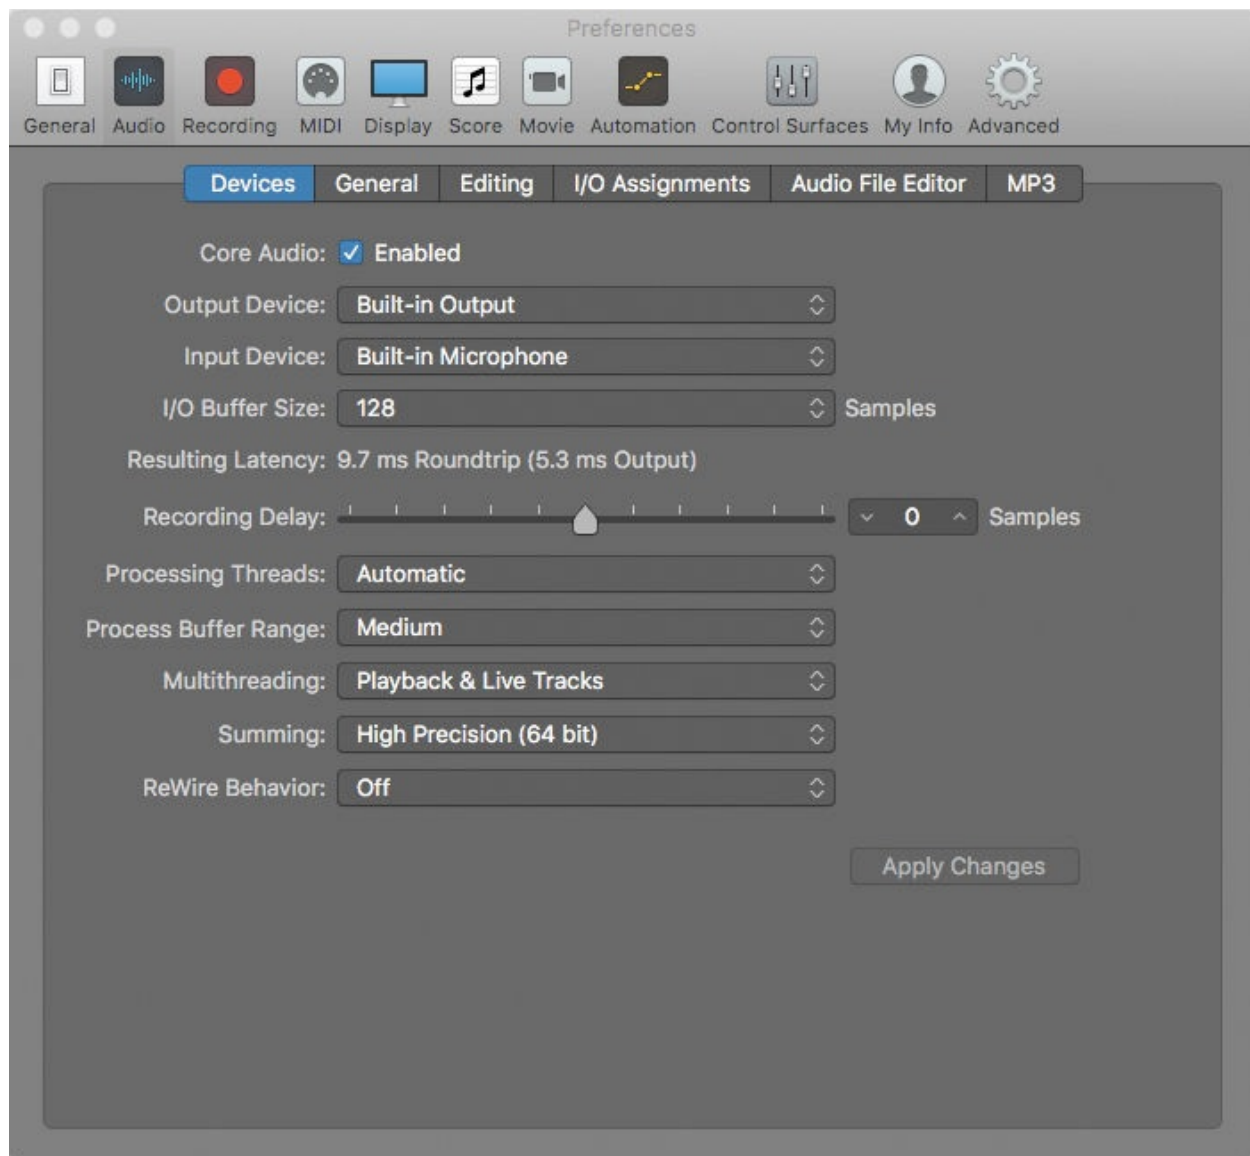 Preferences
General Audio Recording MIDI Display Score Movie Automation Control Surfaces My Info Advanced
Devices General Editing I/O Assignments Audio File Editor MP3
Core Audio: Enabled
Output Device: Built-in Output
Input Device: Built-in Microphone
I/O Buffer Size: 128 Samples
Resulting Latency: 9.7 ms Roundtrip (5.3 ms Output)
Recording Delay: 0 Samples
Processing Threads: Automatic
Process Buffer Range: Medium
Multithreading: Playback & Live Tracks
Summing: High Precision (64 bit)
ReWire Behavior: Off
Apply Changes